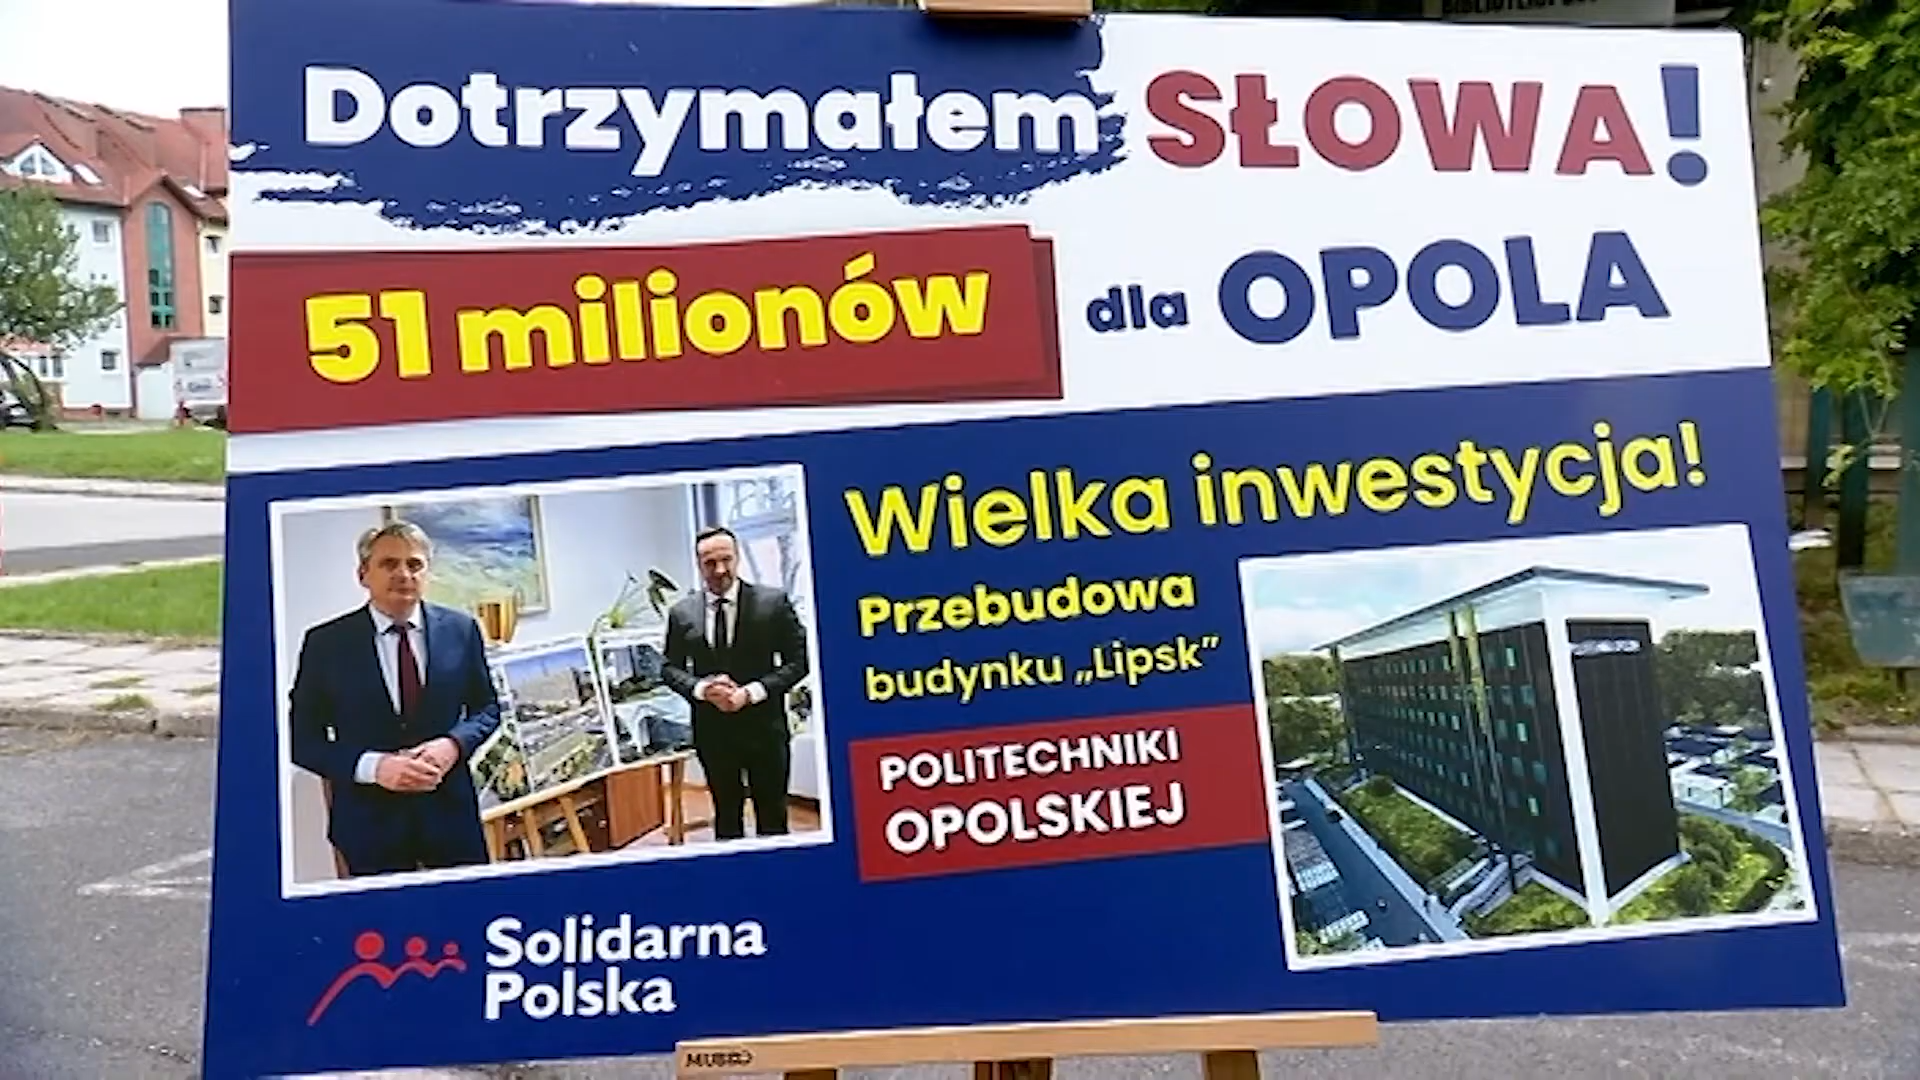 Dotrzymałem SŁOWA!
51 milionów dla OPOLA
Wielka inwestycja!
Przebudowa
budynku „Lipsk”
POLITECHNIKI
OPOLSKIEJ
Solidarna
Polska